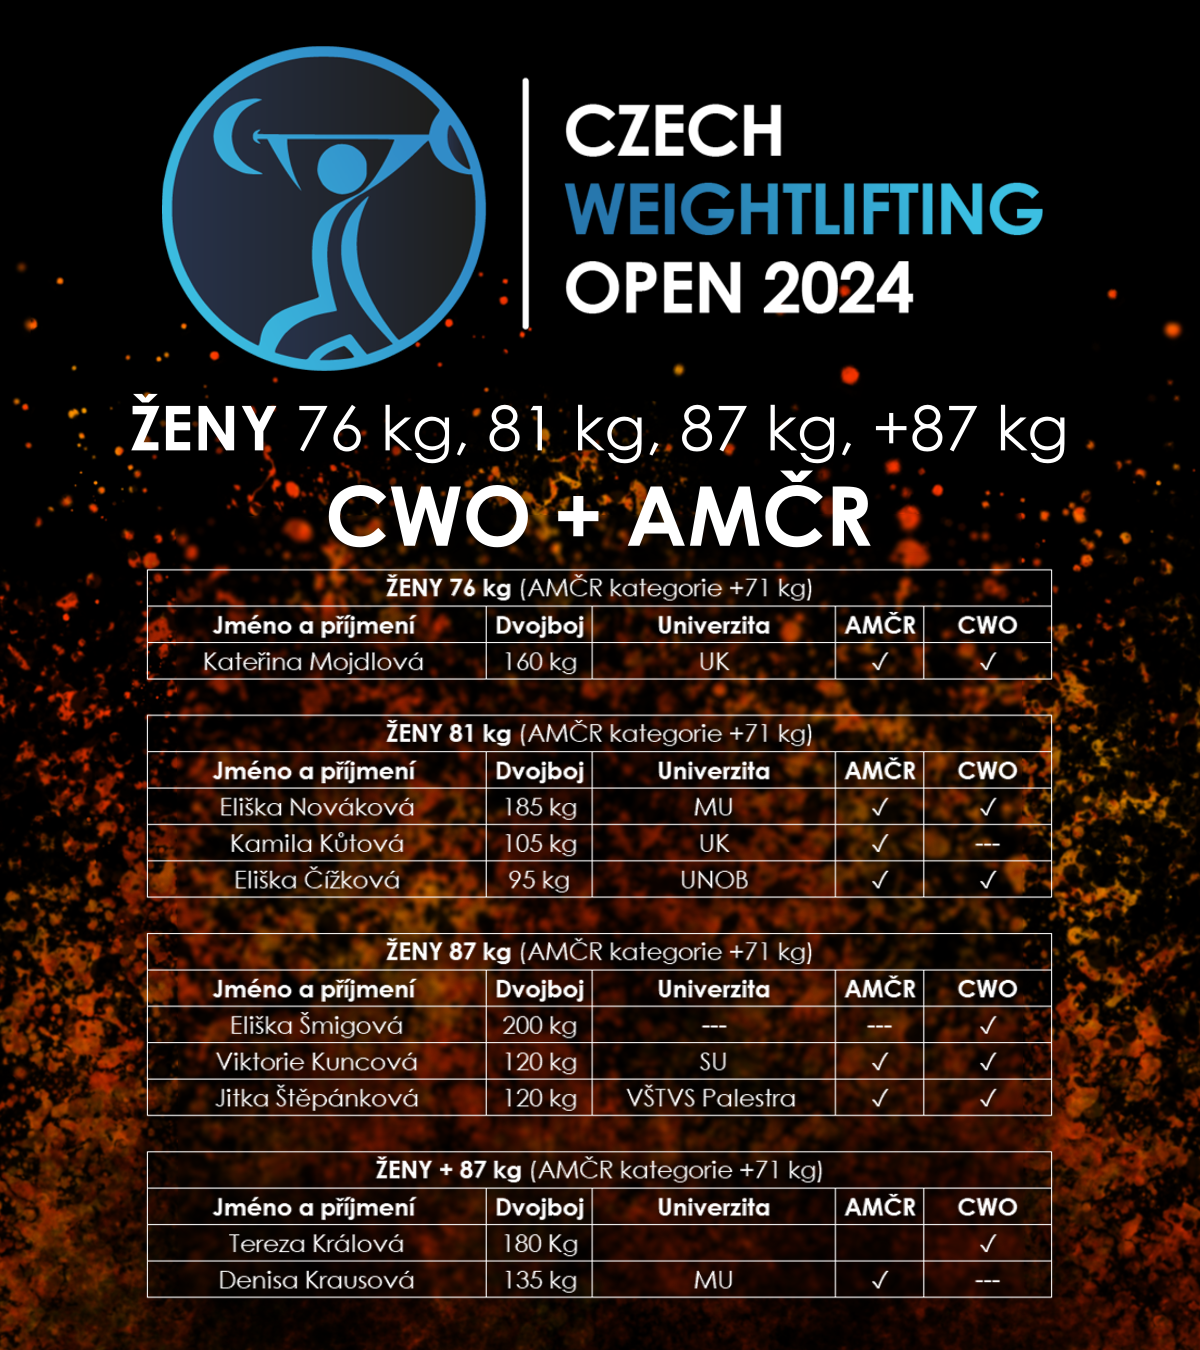 CZECH
WEIGHTLIFTING
OPEN 2024
ŽENY 76 kg, 81 kg, 87 kg, +87 kg
CWO + AMČR
ŽENY 76 kg (AMČR kategorie +71 kg)
Jméno a příjmení Dvojboj Univerzita AMČR CWO
Kateřina Mojdlová 160 kg UK ✓ ✓
ŽENY 81 kg (AMČR kategorie +71 kg)
Jméno a příjmení Dvojboj Univerzita AMČR CWO
Eliška Nováková 185 kg MU ✓ ✓
Kamila Kůtová 105 kg UK ✓ ---
Eliška Čížková 95 kg UNOB ✓ ✓
ŽENY 87 kg (AMČR kategorie +71 kg)
Jméno a příjmení Dvojboj Univerzita AMČR CWO
Eliška Šmigová 200 kg --- --- ✓
Viktorie Kuncová 120 kg SU ✓ ✓
Jitka Štěpánková 120 kg VŠTVS Palestra ✓ ✓
ŽENY + 87 kg (AMČR kategorie +71 kg)
Jméno a příjmení Dvojboj Univerzita AMČR CWO
Tereza Králová 180 Kg ✓
Denisa Krausová 135 kg MU ✓ ---